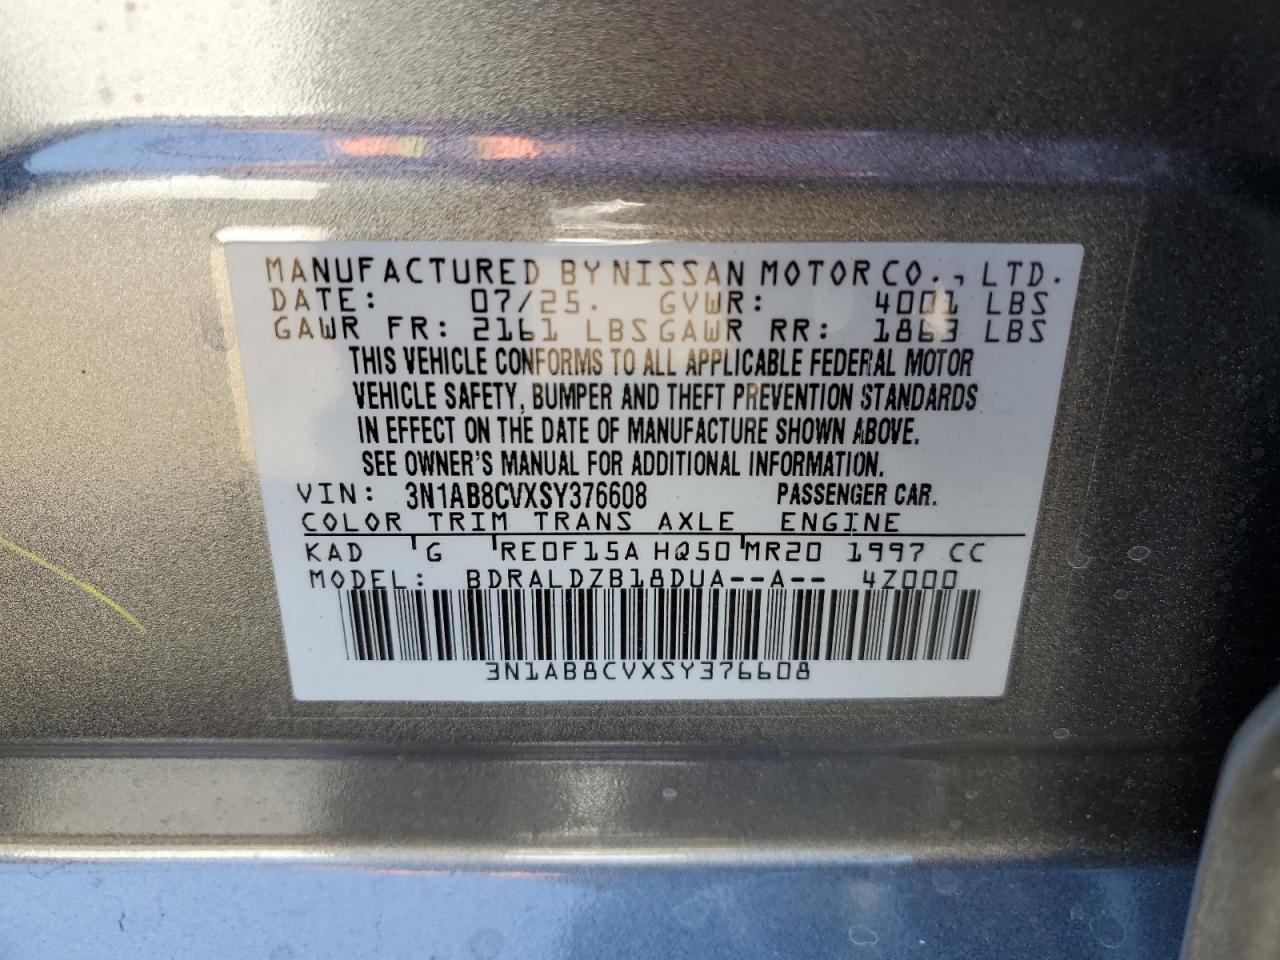 MANUFACTURED BY NISSAN MOTOR CO., LTD.
DATE: 07/25. GVWR: 4001 LBS
GAWR FR: 2161 LBS GAWR RR: 1863 LBS
THIS VEHICLE CONFORMS TO ALL APPLICABLE FEDERAL MOTOR
VEHICLE SAFETY, BUMPER AND THEFT PREVENTION STANDARDS
IN EFFECT ON THE DATE OF MANUFACTURE SHOWN ABOVE.
SEE OWNER'S MANUAL FOR ADDITIONAL INFORMATION.
VIN: 3N1AB8CVXSY376608 PASSENGER CAR.
COLOR TRIM TRANS AXLE ENGINE
KAD G RE0F15A HQ50 MR20 1997 CC
MODEL: BDRALDZB18DUA--A-- 4Z000
3N1AB8CVXSY376608